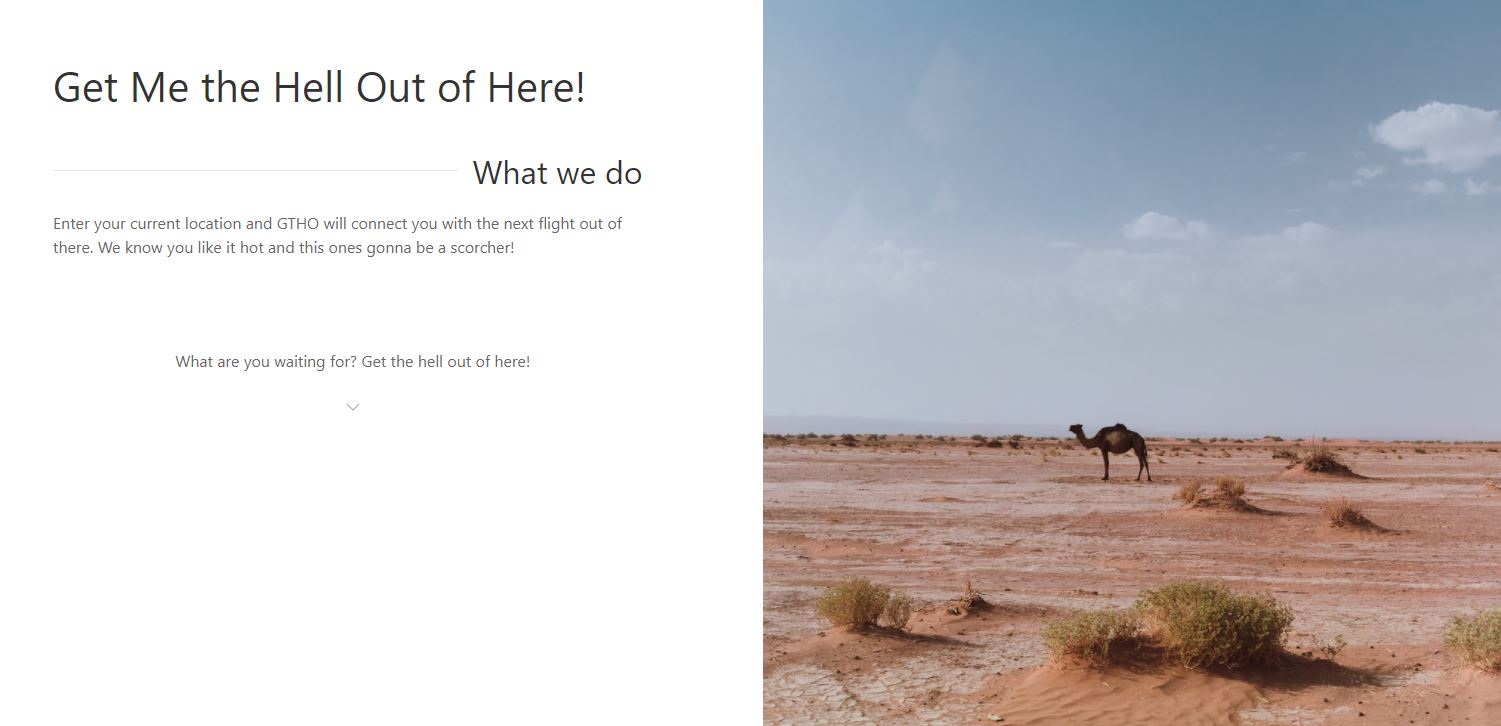 Get Me the Hell Out of Here!
What we do
Enter your current location and GTHO will connect you with the next flight out of
there. We know you like it hot and this ones gonna be a scorcher!
What are you waiting for? Get the hell out of here!